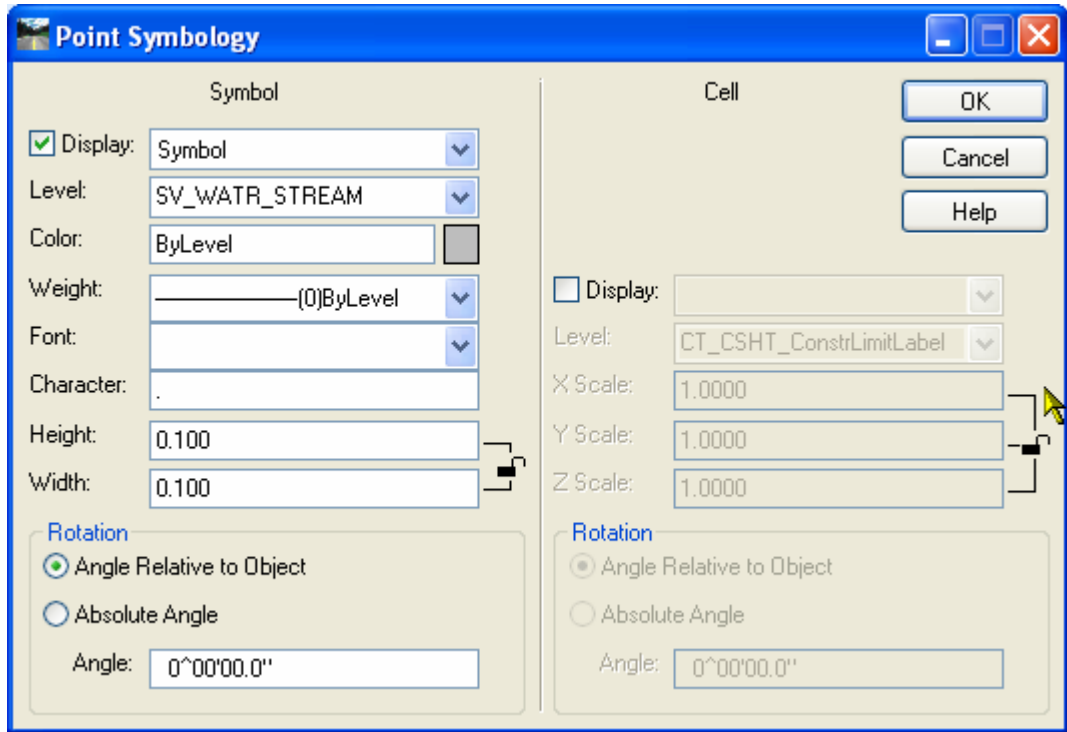 Point Symbology
Symbol
Display: Symbol
Level: SV_WATR_STREAM
Color: ByLevel
Weight: (0)ByLevel
Font:
Character: .
Height: 0.100
Width: 0.100
Rotation
Angle Relative to Object
Absolute Angle
Angle: 0^00'00.0"
Cell
OK
Cancel
Help
Display:
Level: CT_CSHT_ConstrLimitLabel
X Scale: 1.0000
Y Scale: 1.0000
Z Scale: 1.0000
Rotation
Angle Relative to Object
Absolute Angle
Angle: 0^00'00.0"